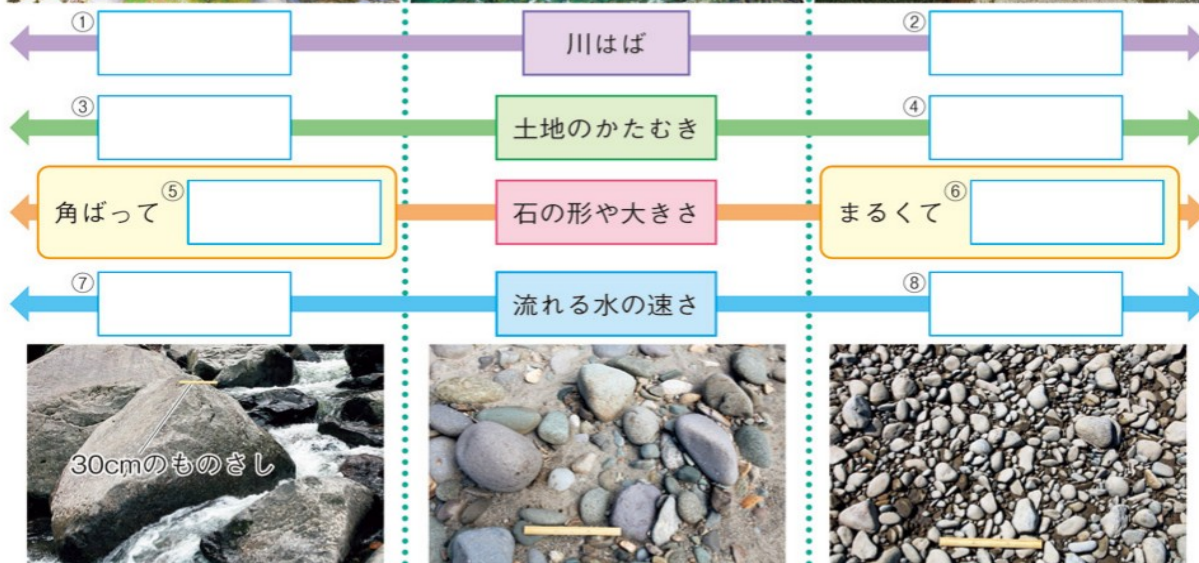 ① 川はば ②
③ 土地のかたむき ④
角ばって ⑤ 石の形や大きさ まるくて ⑥
⑦ 流れる水の速さ ⑧
30cmのものさし